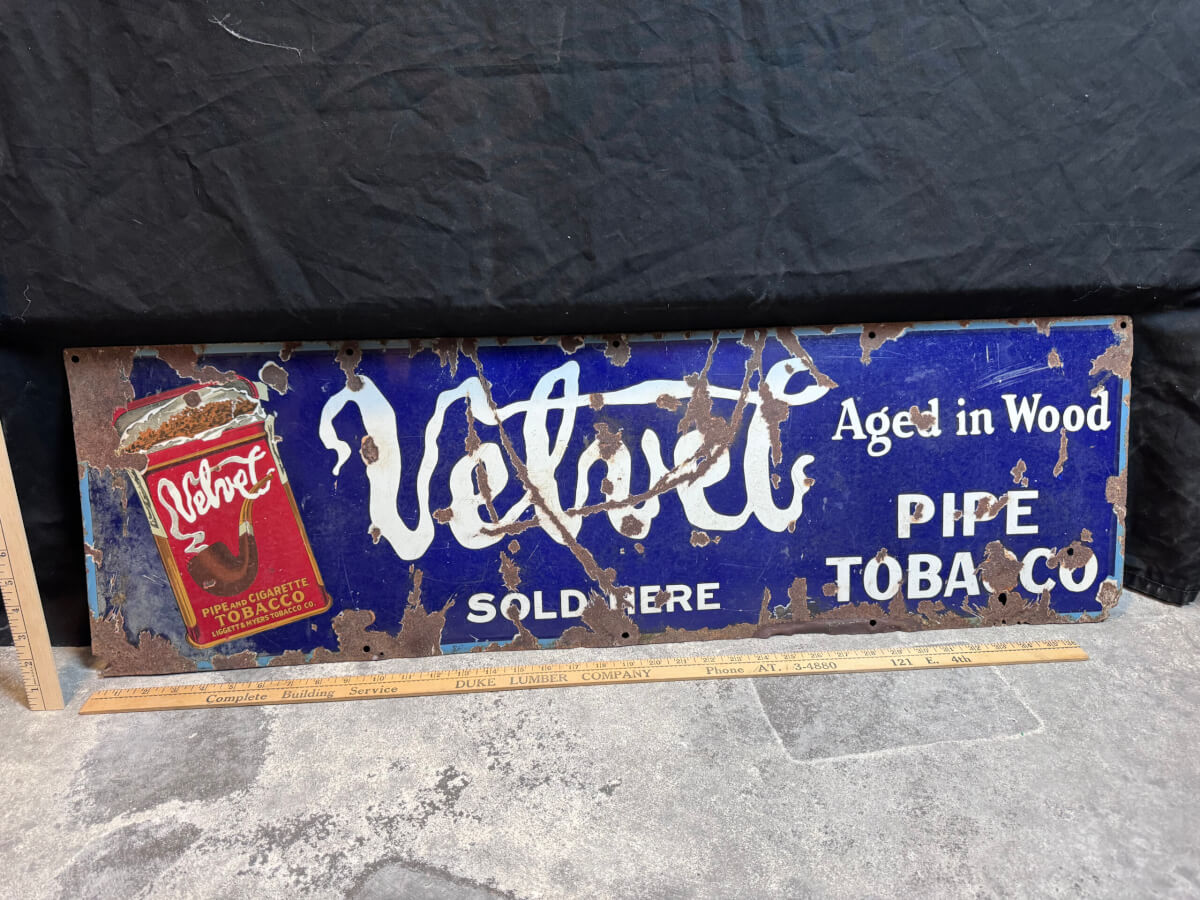 Velvet
Aged in Wood
PIPE
TOBACCO
SOLD HERE
Velvet
PIPE AND CIGARETTE
TOBACCO
LIGGETT & MYERS TOBACCO CO.
Complete Building Service DUKE LUMBER COMPANY Phone AT. 3-4880 121 E. 4th